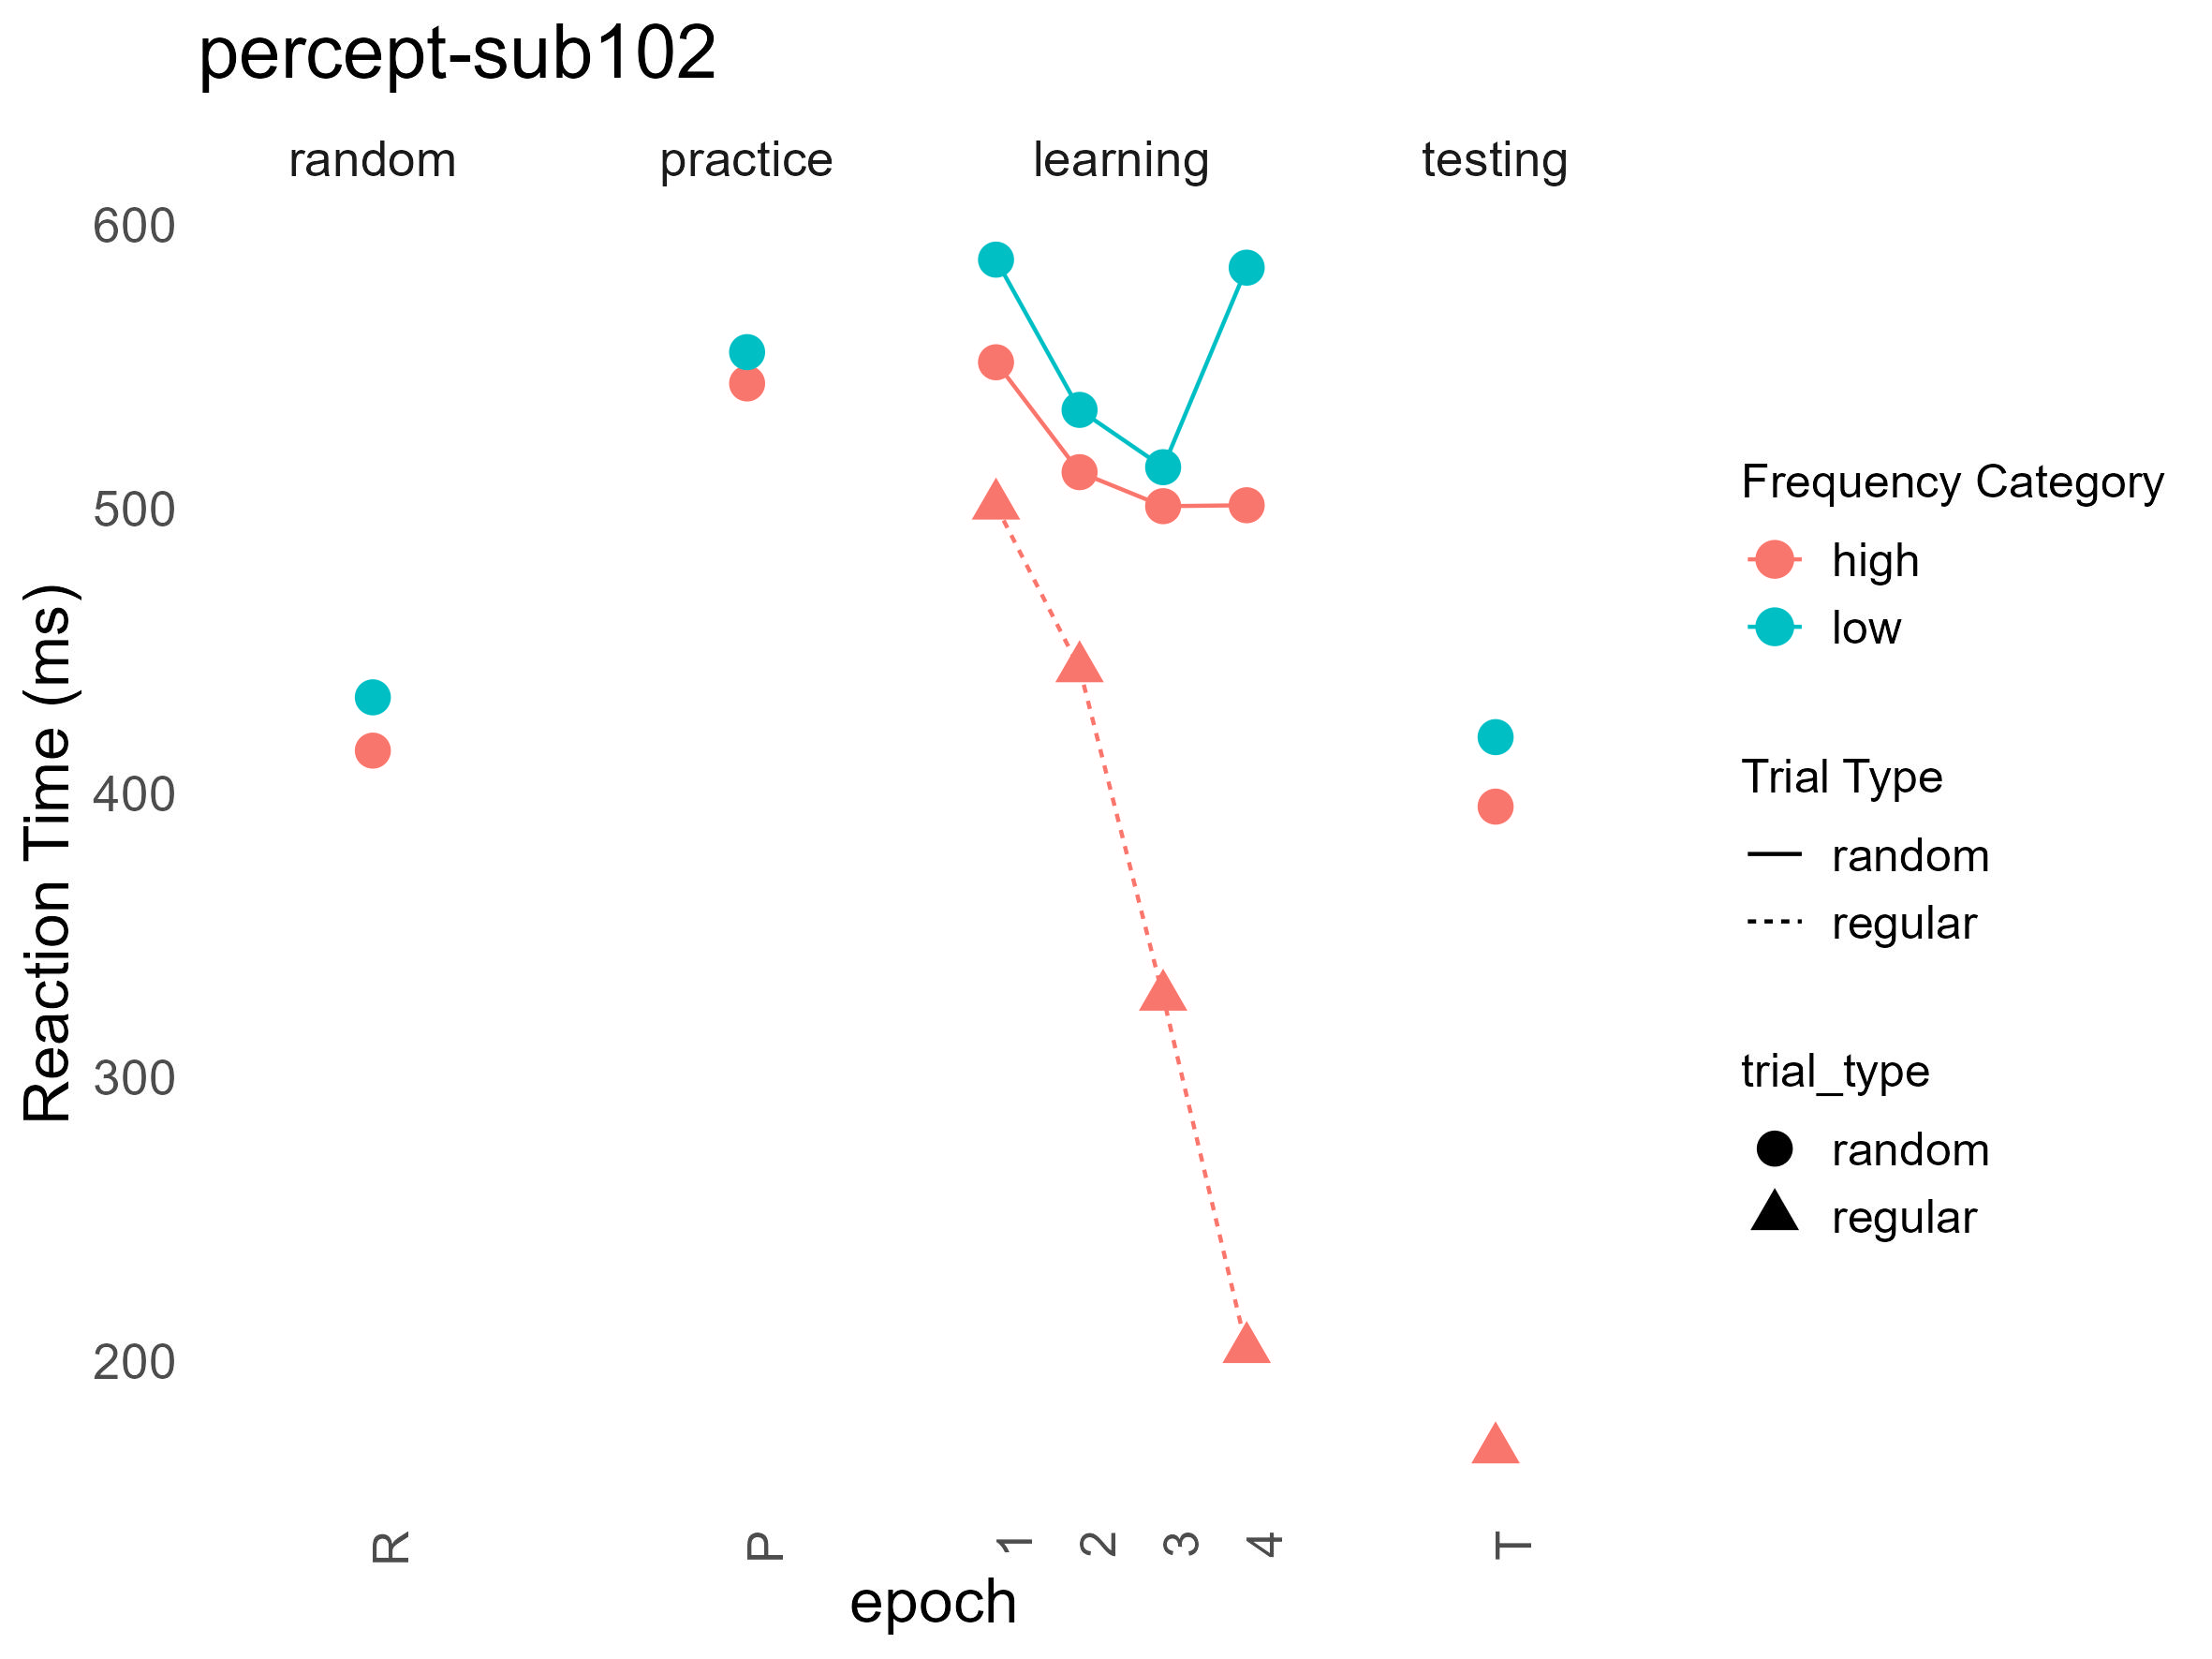 percept-sub102
random practice learning testing
600
500
400
300
200
Reaction Time (ms)
R P 1 2 3 4 T
epoch
Frequency Category
high
low
Trial Type
random
regular
trial_type
random
regular